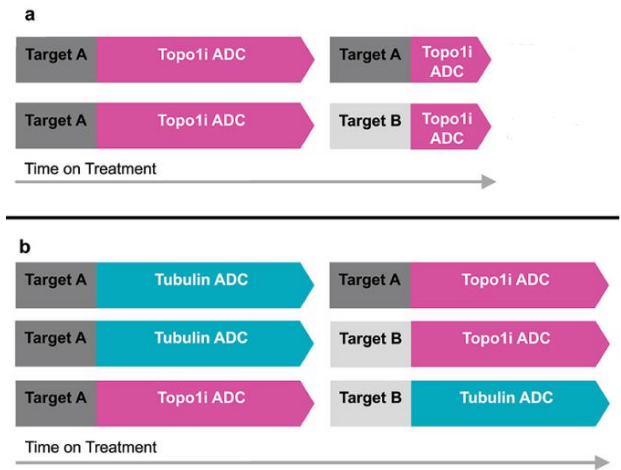 a
Target A Topo1i ADC Target A Topo1i
ADC
Target A Topo1i ADC Target B Topo1i
ADC
Time on Treatment
b
Target A Tubulin ADC Target A Topo1i ADC
Target A Tubulin ADC Target B Topo1i ADC
Target A Topo1i ADC Target B Tubulin ADC
Time on Treatment